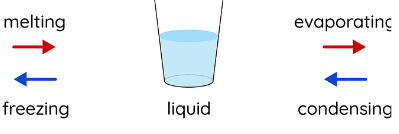 melting
evaporating
freezing
liquid
condensing